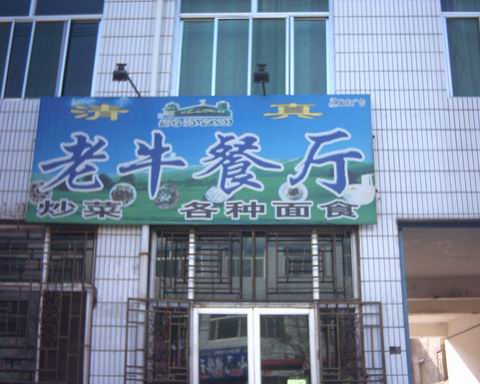 清 真
老牛餐厅
炒菜 各种面食